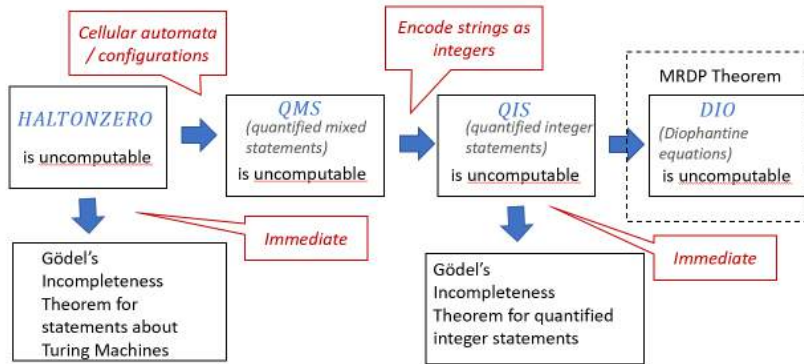 Cellular automata
/ configurations
Encode strings as
integers
MRDP Theorem
HALTONZERO
is uncomputable
QMS
(quantified mixed
statements)
is uncomputable
QIS
(quantified integer
statements)
is uncomputable
DIO
(Diophantine
equations)
is uncomputable
Immediate
Immediate
Gödel's
Incompleteness
Theorem for
statements about
Turing Machines
Gödel's
Incompleteness
Theorem for quantified
integer statements